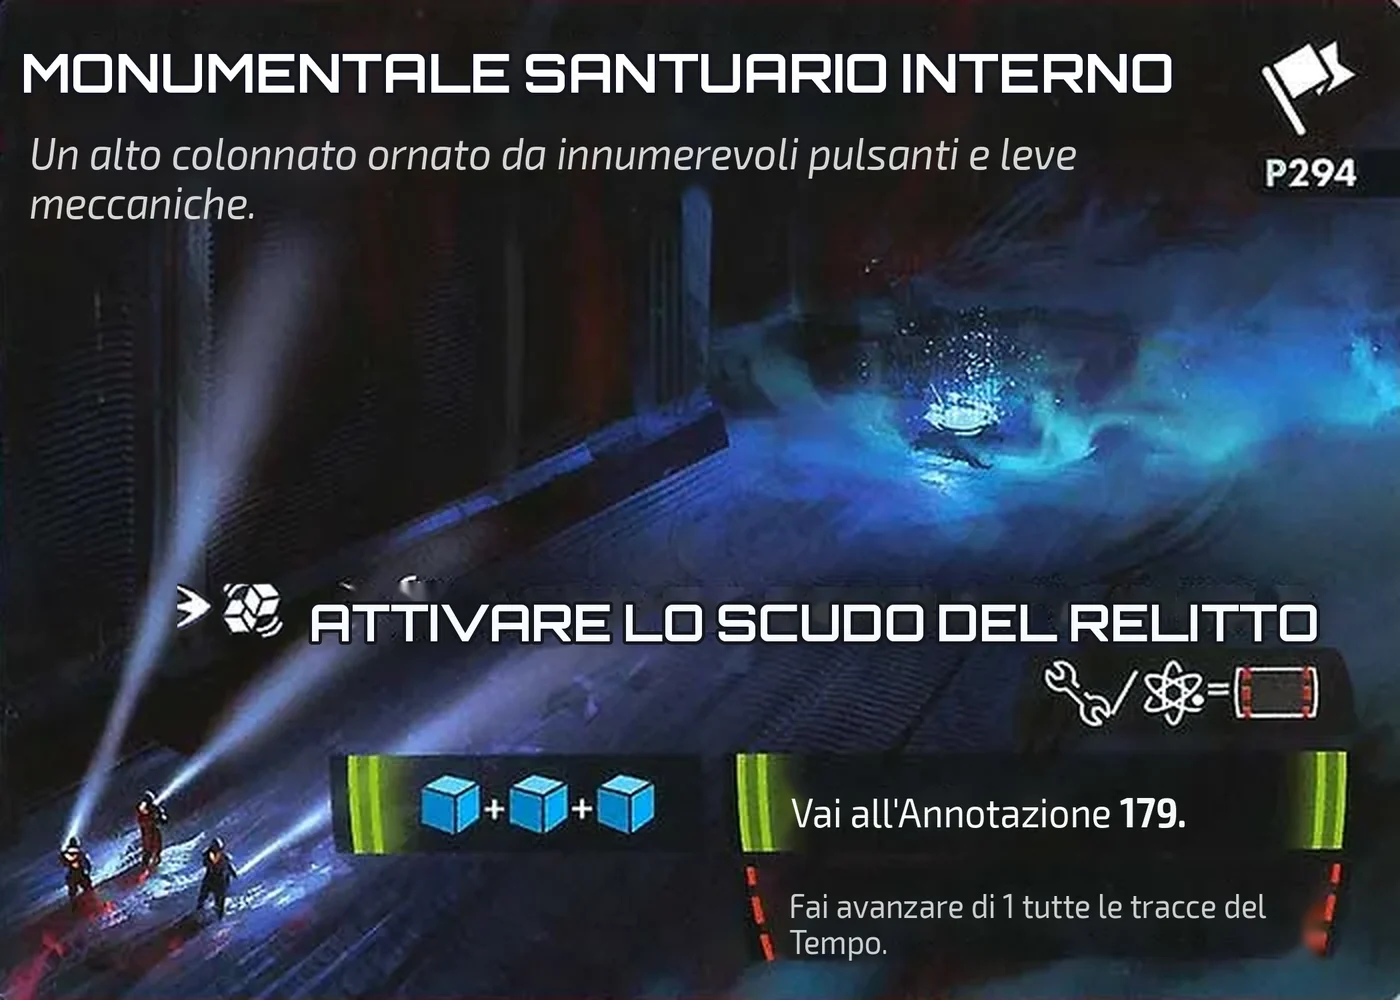 MONUMENTALE SANTUARIO INTERNO
P294
Un alto colonnato ornato da innumerevoli pulsanti e leve
meccaniche.
ATTIVARE LO SCUDO DEL RELITTO
/ =
+ +
Vai all'Annotazione 179.
Fai avanzare di 1 tutte le tracce del
Tempo.